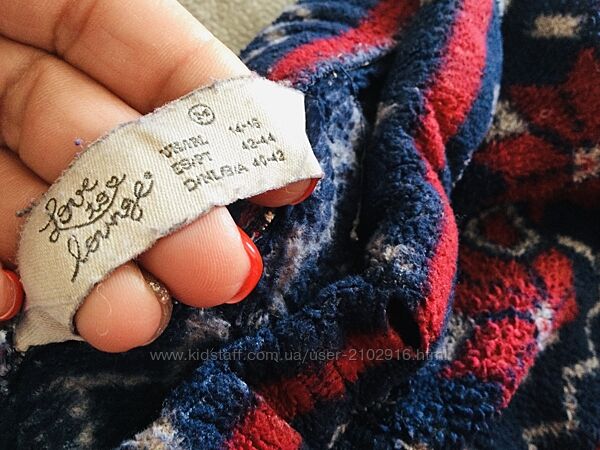 love
to
lounge®
M
14-16
42-44
40-42
www.kidstaff.com.ua/user-2102916.html